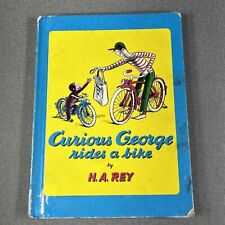 Curious George
rides a bike
by
H.A. REY